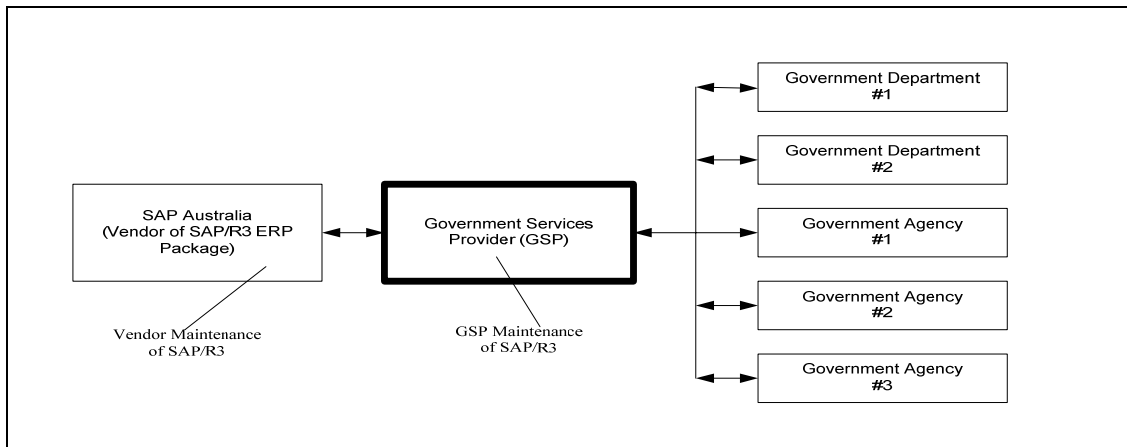 SAP Australia
(Vendor of SAP/R3 ERP
Package)
Vendor Maintenance
of SAP/R3
Government Services
Provider (GSP)
GSP Maintenance
of SAP/R3
Government Department
#1
Government Department
#2
Government Agency
#1
Government Agency
#2
Government Agency
#3